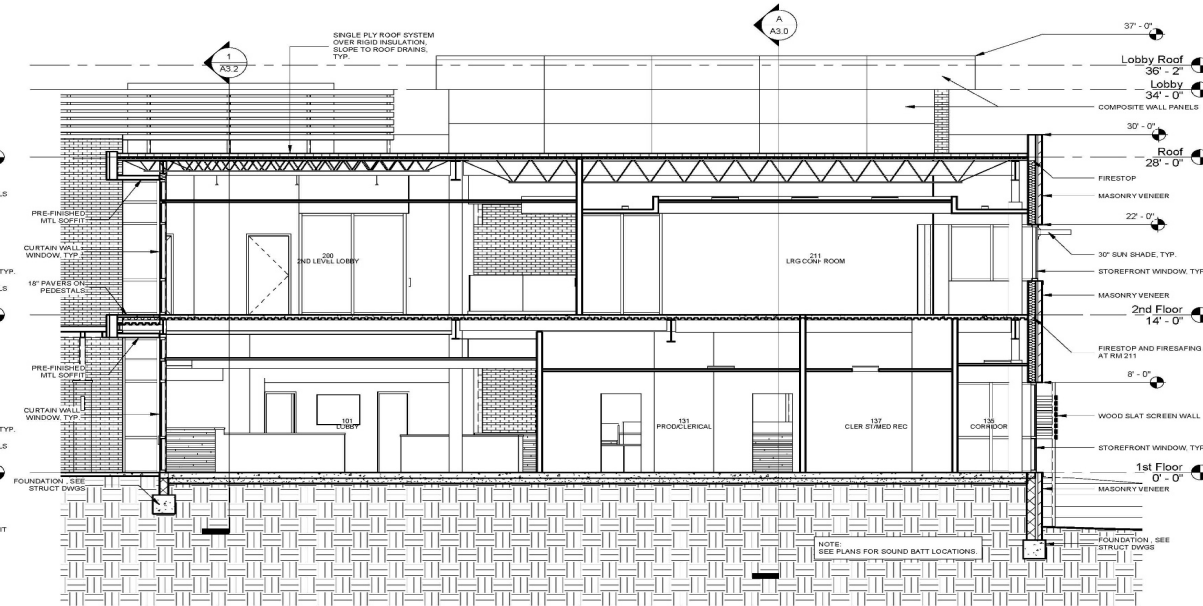 SINGLE PLY ROOF SYSTEM
OVER RIGID INSULATION,
SLOPE TO ROOF DRAINS,
TYP.
1
A3.2
A
A3.0
37' - 0"
Lobby Roof
36' - 2"
Lobby
34' - 0"
COMPOSITE WALL PANELS
30' - 0"
Roof
28' - 0"
FIRESTOP
MASONRY VENEER
22' - 0"
30" SUN SHADE, TYP.
STOREFRONT WINDOW, TYP
MASONRY VENEER
2nd Floor
14' - 0"
FIRESTOP AND FIRESAFING
AT RM 211
8' - 0"
WOOD SLAT SCREEN WALL
STOREFRONT WINDOW, TYP
1st Floor
0' - 0"
MASONRY VENEER
FOUNDATION , SEE
STRUCT DWGS
LS
PRE-FINISHED
MTL SOFFIT
CURTAIN WALL
WINDOW, TYP.
TYP.
LS
18" PAVERS ON
PEDESTALS
PRE-FINISHED
MTL SOFFIT
CURTAIN WALL
WINDOW, TYP.
TYP.
LS
FOUNDATION , SEE
STRUCT DWGS
IT
200
2ND LEVEL LOBBY
211
LRG CONF ROOM
101
LOBBY
131
PROD/CLERICAL
137
CLER ST/MED REC
CORRIDOR
NOTE:
SEE PLANS FOR SOUND BATT LOCATIONS.